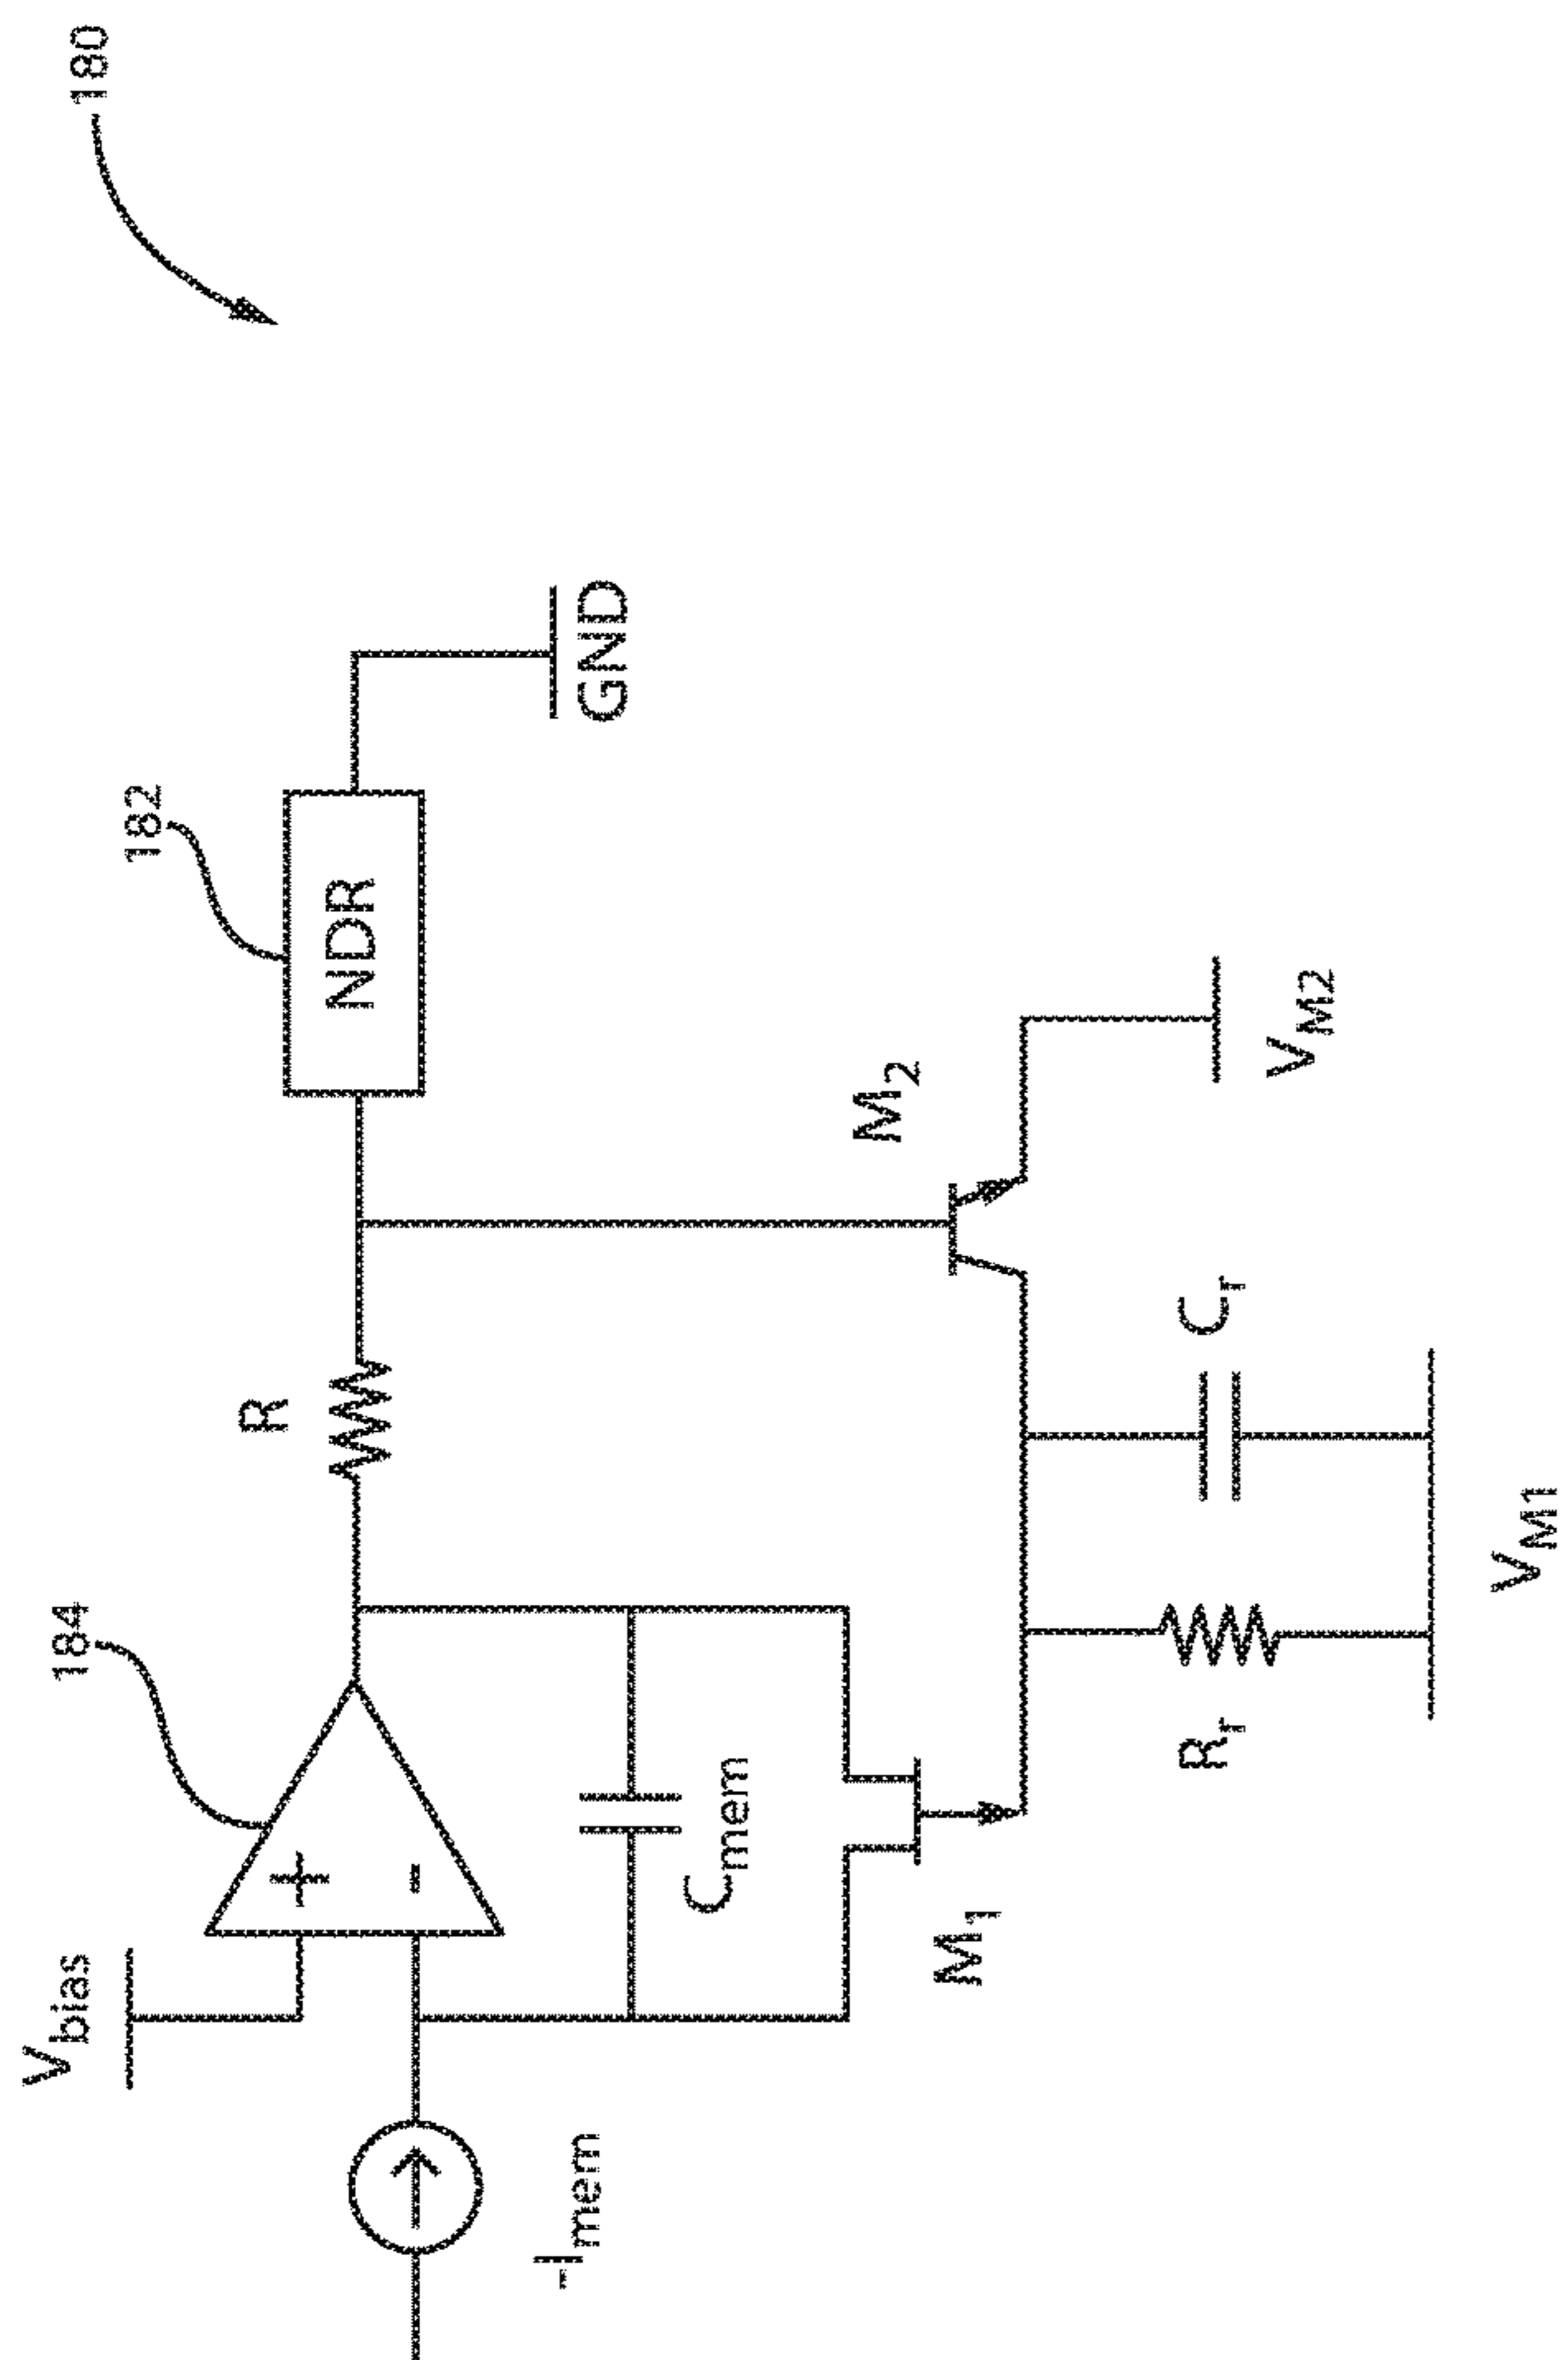 180
182
184
NDR
GND
R
V_bias
+
-
-I_mem
C_mem
M_1
M_2
V_M2
C_r
R_r
V_M1